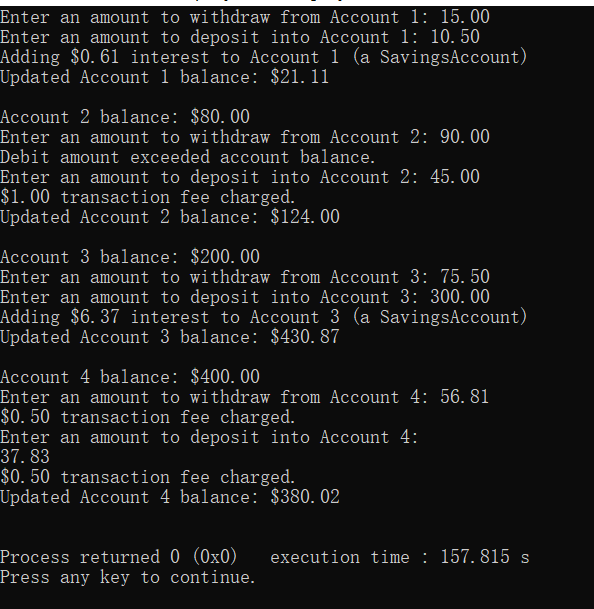 Enter an amount to withdraw from Account 1: 15.00
Enter an amount to deposit into Account 1: 10.50
Adding $0.61 interest to Account 1 (a SavingsAccount)
Updated Account 1 balance: $21.11
Account 2 balance: $80.00
Enter an amount to withdraw from Account 2: 90.00
Debit amount exceeded account balance.
Enter an amount to deposit into Account 2: 45.00
$1.00 transaction fee charged.
Updated Account 2 balance: $124.00
Account 3 balance: $200.00
Enter an amount to withdraw from Account 3: 75.50
Enter an amount to deposit into Account 3: 300.00
Adding $6.37 interest to Account 3 (a SavingsAccount)
Updated Account 3 balance: $430.87
Account 4 balance: $400.00
Enter an amount to withdraw from Account 4: 56.81
$0.50 transaction fee charged.
Enter an amount to deposit into Account 4:
37.83
$0.50 transaction fee charged.
Updated Account 4 balance: $380.02
Process returned 0 (0x0)   execution time : 157.815 s
Press any key to continue.